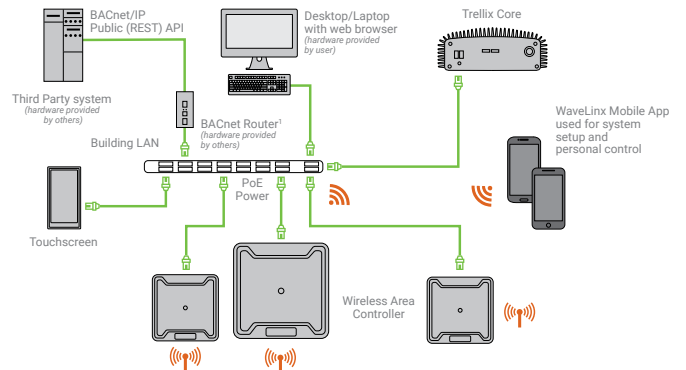 BACnet/IP
Public (REST) API
Desktop/Laptop
with web browser
(hardware provided
by user)
Trellix Core
Third Party system
(hardware provided
by others)
BACnet Router¹
(hardware provided
by others)
Building LAN
WaveLinx Mobile App
used for system
setup and
personal control
PoE
Power
Touchscreen
Wireless Area
Controller